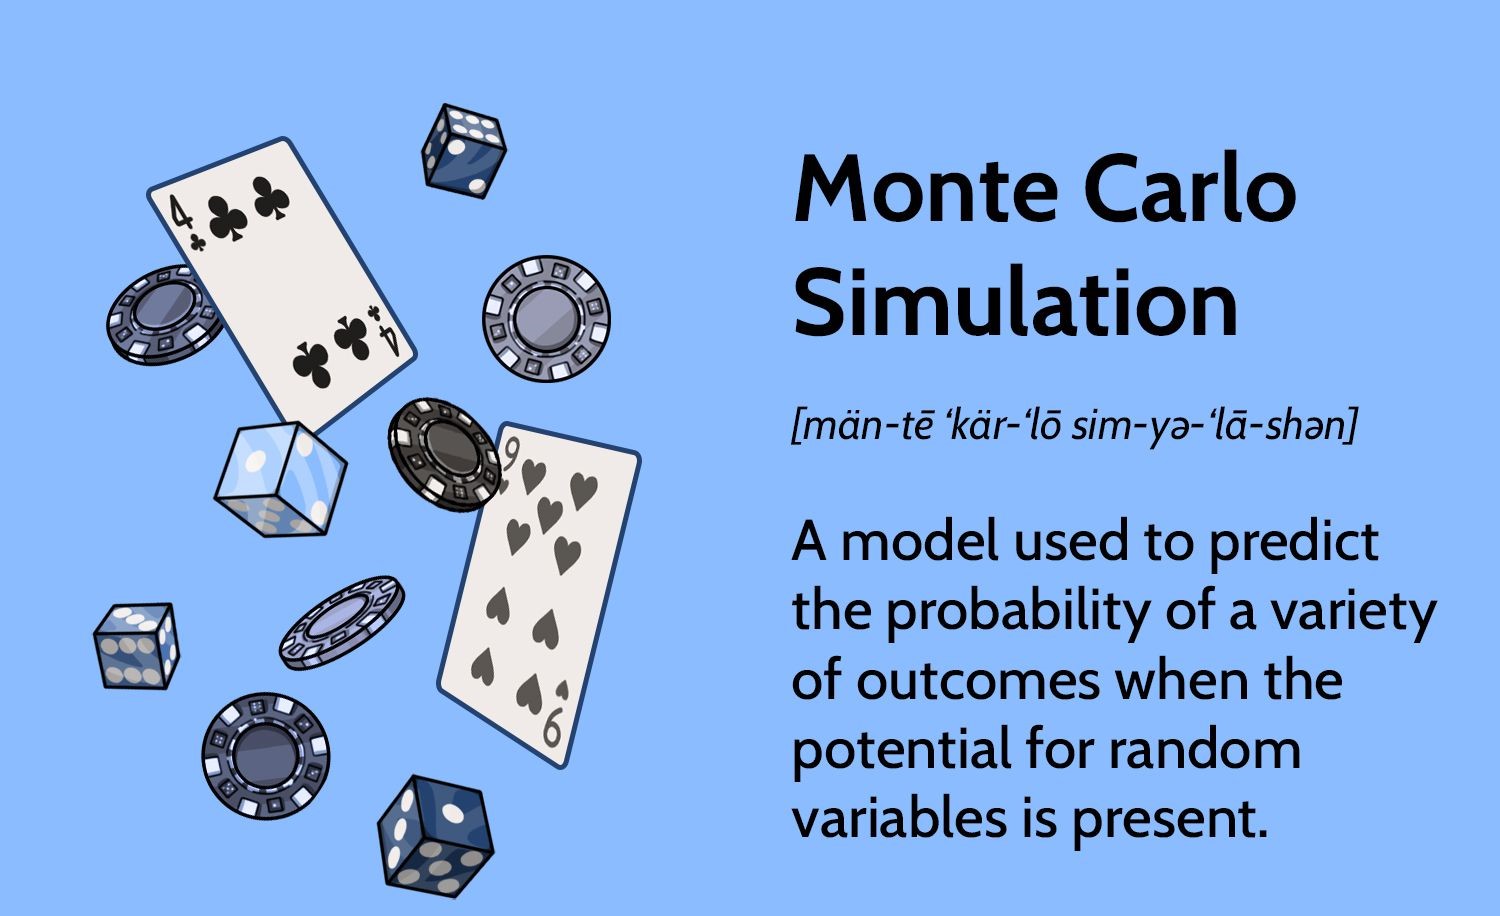 4
4
9
9
Monte Carlo
Simulation
[män-tē ‘kär-‘lō sim-yə-‘lā-shən]
A model used to predict
the probability of a variety
of outcomes when the
potential for random
variables is present.